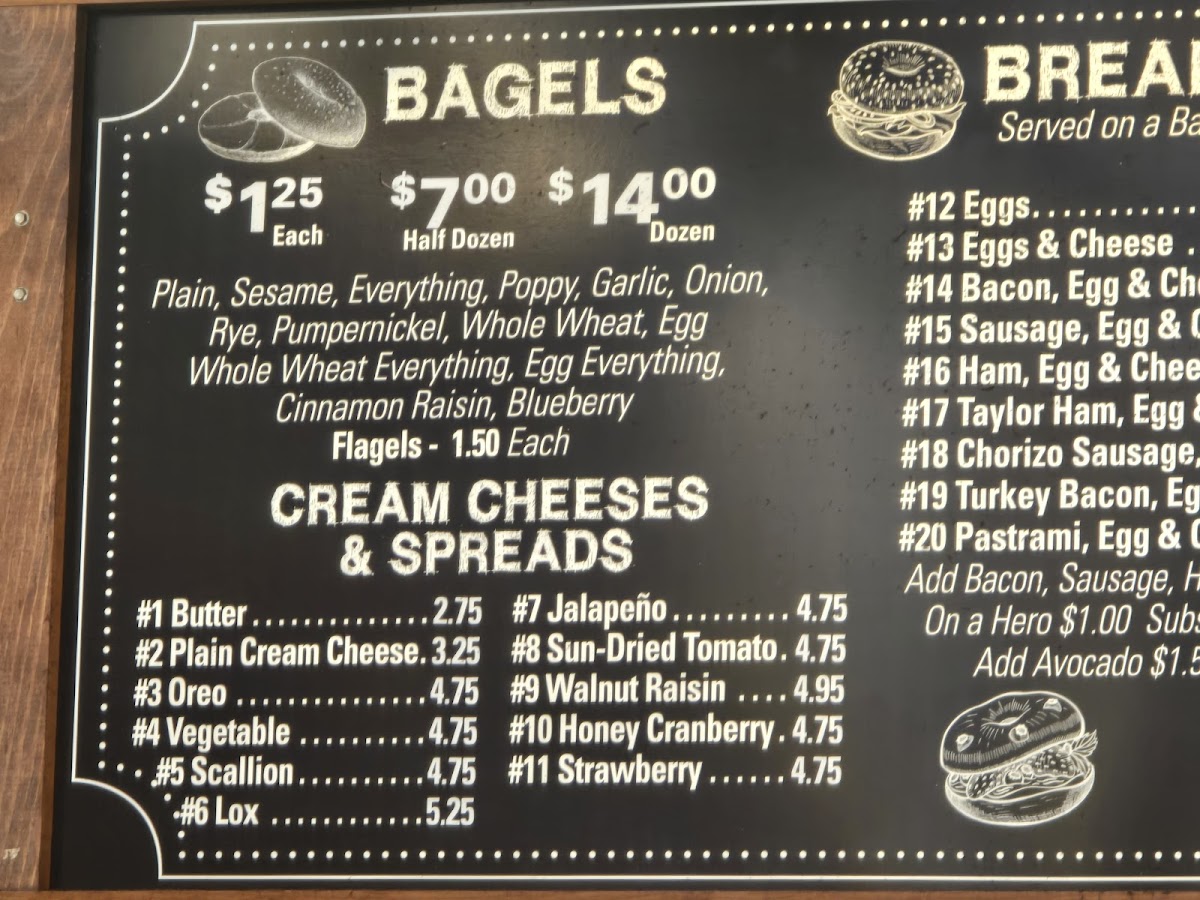 BAGELS
$1.25 $7.00 $14.00
Each Half Dozen Dozen
Plain, Sesame, Everything, Poppy, Garlic, Onion,
Rye, Pumpernickel, Whole Wheat, Egg
Whole Wheat Everything, Egg Everything,
Cinnamon Raisin, Blueberry
Flagels - 1.50 Each
CREAM CHEESES
& SPREADS
#1 Butter..............2.75
#2 Plain Cream Cheese.3.25
#3 Oreo ..............4.75
#4 Vegetable ..........4.75
#5 Scallion..........4.75
#6 Lox ............5.25
#7 Jalapeño.........4.75
#8 Sun-Dried Tomato.4.75
#9 Walnut Raisin ....4.95
#10 Honey Cranberry.4.75
#11 Strawberry......4.75
Served on a
#12 Eggs............
#13 Eggs & Cheese .
#14 Bacon, Egg &
#15 Sausage, Egg &
#16 Ham, Egg &
#17 Taylor Ham, Egg
#18 Chorizo Sausage,
#19 Turkey Bacon,
#20 Pastrami, Egg &
Add Bacon, Sausage,
On a Hero $1.00
Add Avocado